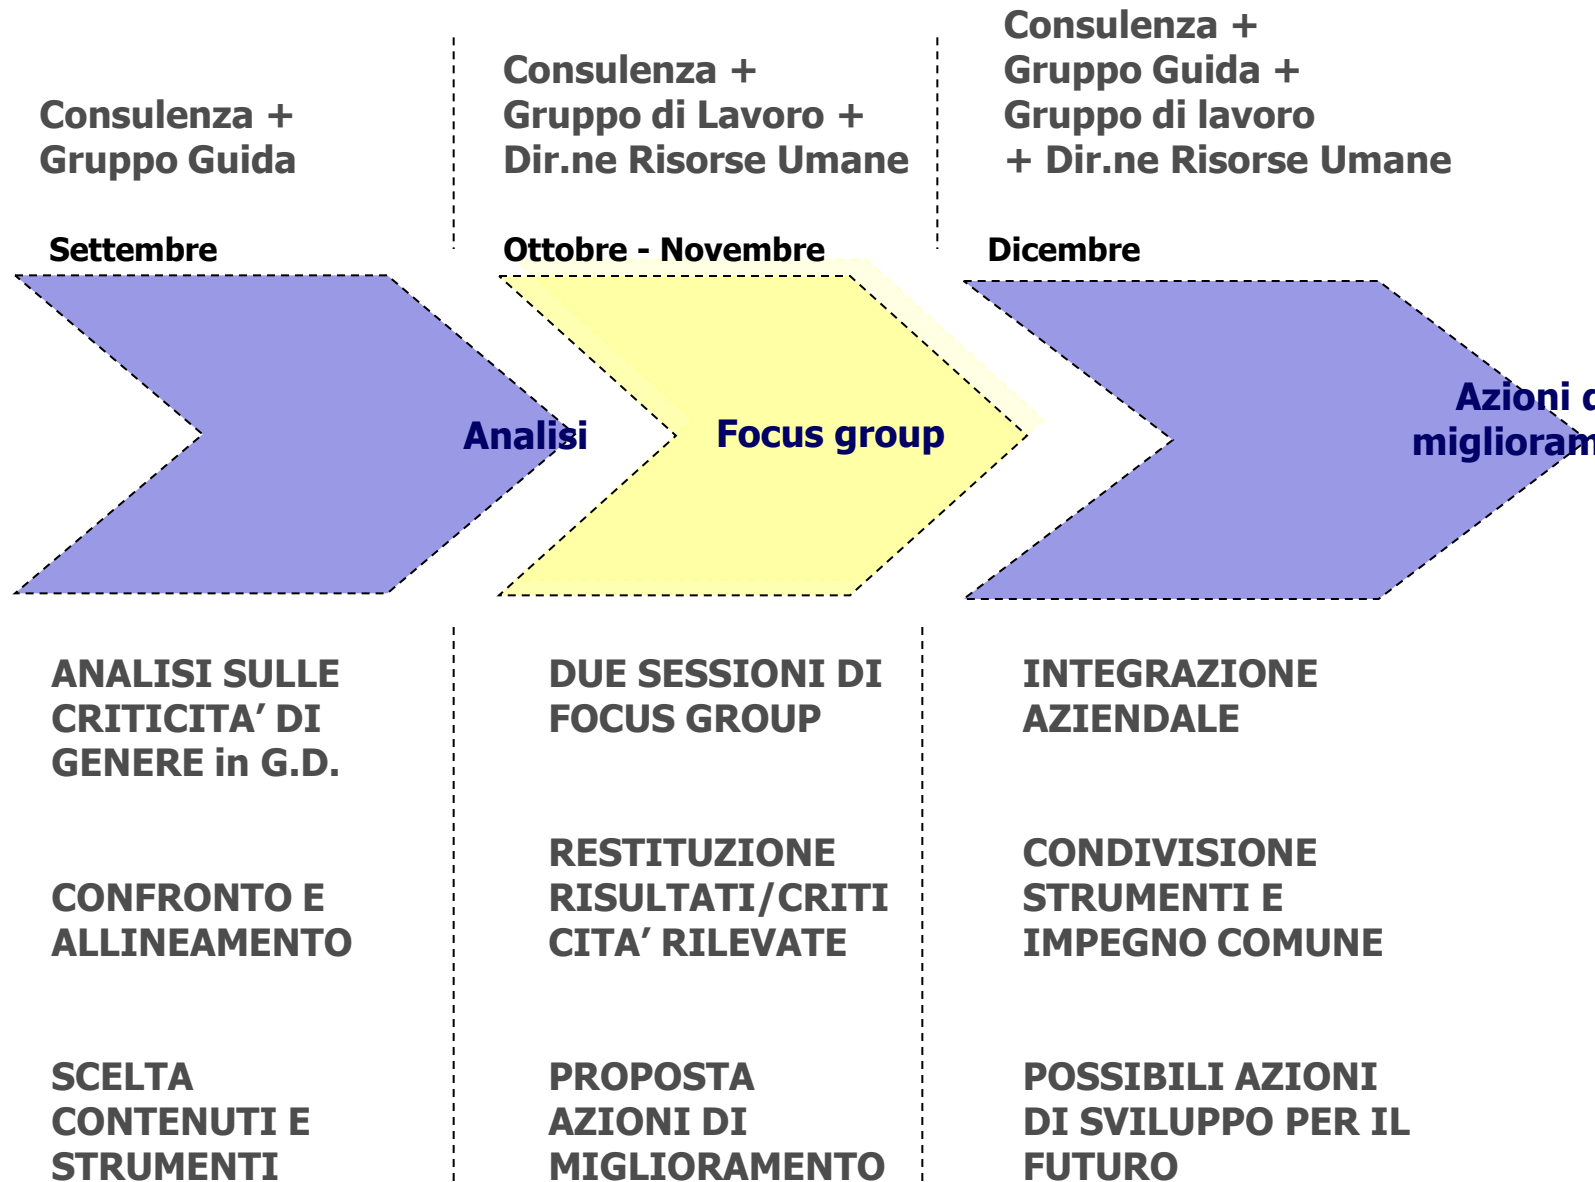 Consulenza +
Gruppo Guida
Consulenza +
Gruppo di Lavoro +
Dir.ne Risorse Umane
Consulenza +
Gruppo Guida +
Gruppo di lavoro
+ Dir.ne Risorse Umane
Settembre
Ottobre - Novembre
Dicembre
Analisi
Focus group
Azioni
ANALISI SULLE
CRITICITA’ DI
GENERE in G.D.
CONFRONTO E
ALLINEAMENTO
SCELTA
CONTENUTI E
STRUMENTI
DUE SESSIONI DI
FOCUS GROUP
RESTITUZIONE
RISULTATI/CRITI
CITA’ RILEVATE
PROPOSTA
AZIONI DI
MIGLIORAMENTO
INTEGRAZIONE
AZIENDALE
CONDIVISIONE
STRUMENTI E
IMPEGNO COMUNE
POSSIBILI AZIONI
DI SVILUPPO PER IL
FUTURO